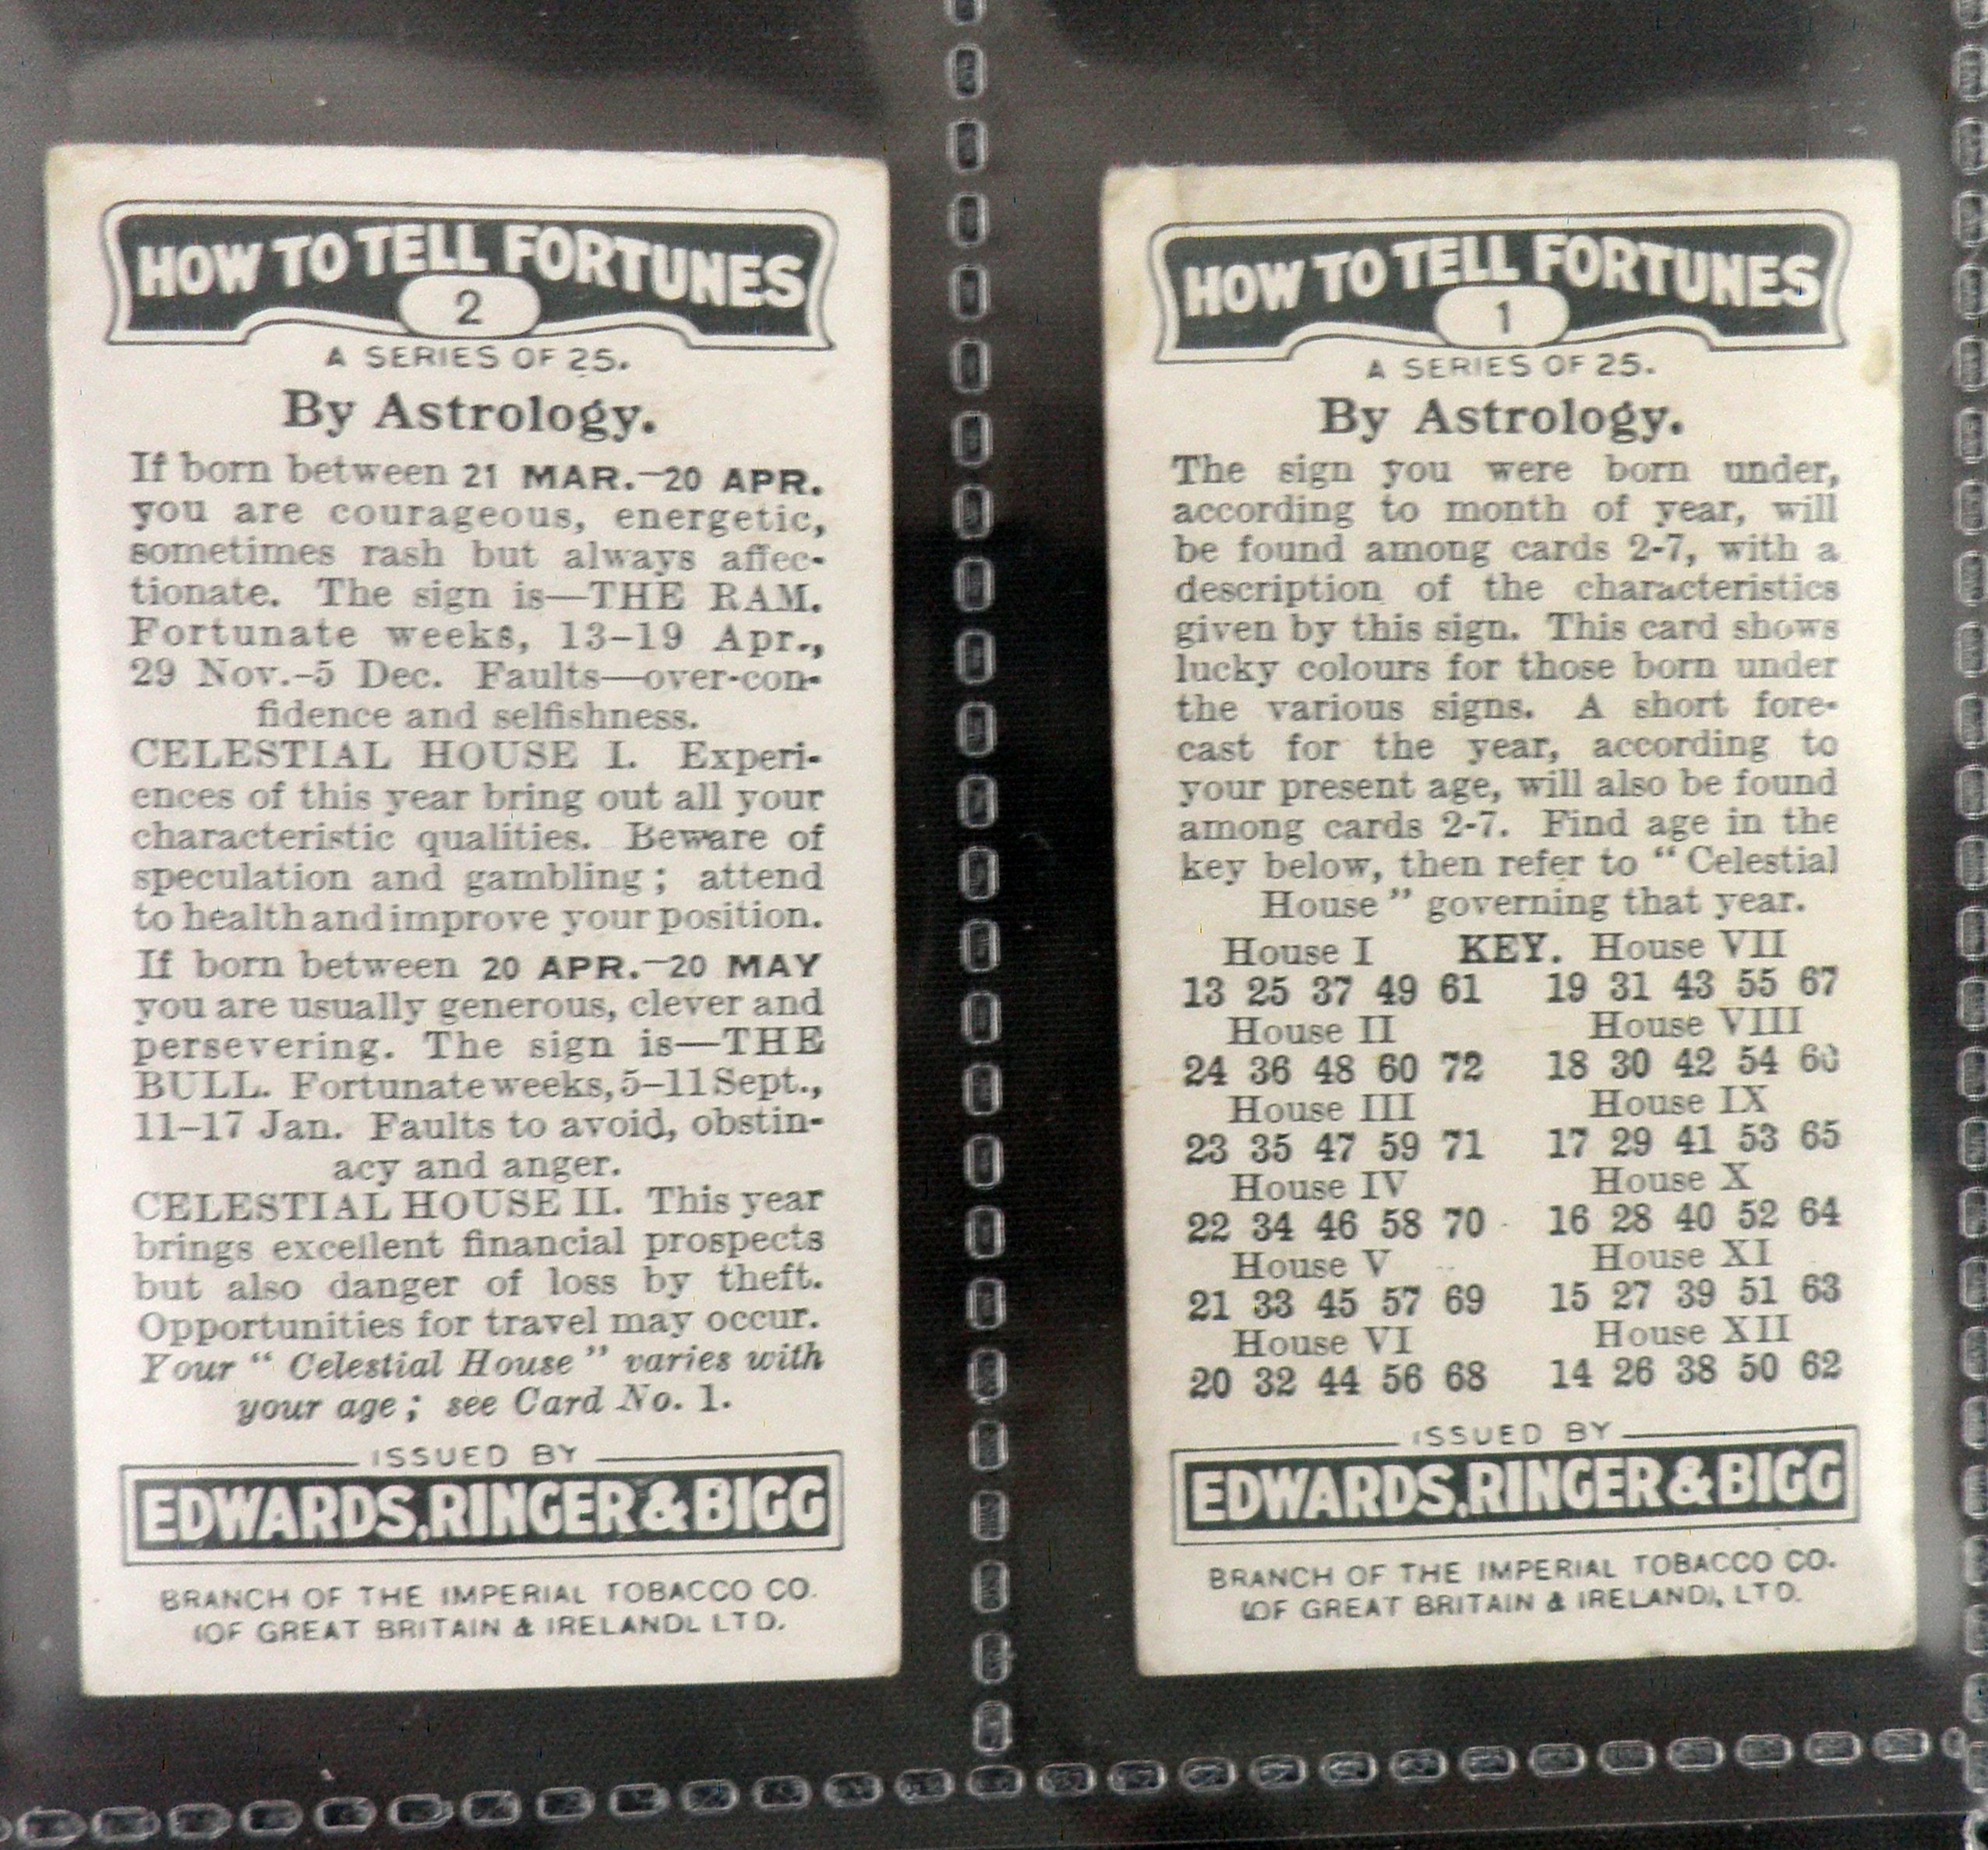 HOW TO TELL FORTUNES
2
A SERIES OF 25.
By Astrology.
If born between 21 MAR.–20 APR.
you are courageous, energetic,
sometimes rash but always affec-
tionate. The sign is—THE RAM.
Fortunate weeks, 13–19 Apr.,
29 Nov.–5 Dec. Faults—over-con-
fidence and selfishness.
CELESTIAL HOUSE I. Experi-
ences of this year bring out all your
characteristic qualities. Beware of
speculation and gambling; attend
to health and improve your position.
If born between 20 APR.–20 MAY
you are usually generous, clever and
persevering. The sign is—THE
BULL. Fortunate weeks, 5–11 Sept.,
11–17 Jan. Faults to avoid, obstin-
acy and anger.
CELESTIAL HOUSE II. This year
brings excellent financial prospects
but also danger of loss by theft.
Opportunities for travel may occur.
Your "Celestial House" varies with
your age; see Card No. 1.
ISSUED BY
EDWARDS, RINGER & BIGG
BRANCH OF THE IMPERIAL TOBACCO CO.
(OF GREAT BRITAIN & IRELAND), LTD.
HOW TO TELL FORTUNES
1
A SERIES OF 25.
By Astrology.
The sign you were born under,
according to month of year, will
be found among cards 2-7, with a
description of the characteristics
given by this sign. This card shows
lucky colours for those born under
the various signs. A short fore-
cast for the year, according to
your present age, will also be found
among cards 2-7. Find age in the
key below, then refer to "Celestial
House" governing that year.
House I KEY. House VII
13 25 37 49 61 19 31 43 55 67
House II House VIII
24 36 48 60 72 18 30 42 54 66
House III House IX
23 35 47 59 71 17 29 41 53 65
House IV House X
22 34 46 58 70 16 28 40 52 64
House V House XI
21 33 45 57 69 15 27 39 51 63
House VI House XII
20 32 44 56 68 14 26 38 50 62
ISSUED BY
EDWARDS, RINGER & BIGG
BRANCH OF THE IMPERIAL TOBACCO CO.
(OF GREAT BRITAIN & IRELAND), LTD.